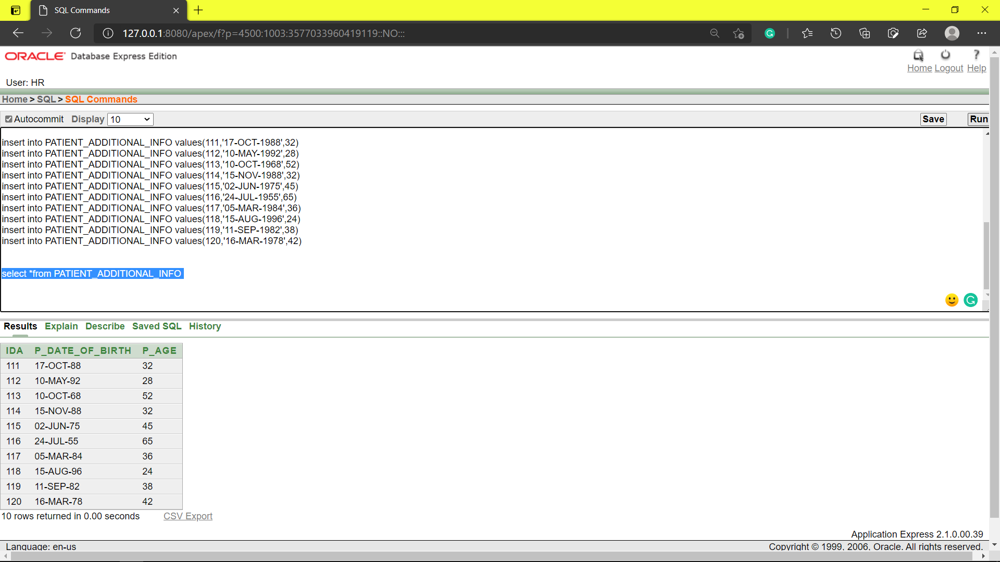 SQL Commands
127.0.0.1:8080/apex/f?p=4500:1003:3577033960419119::NO:::
ORACLE Database Express Edition
Home Logout Help
User: HR
Home > SQL > SQL Commands
Autocommit Display 10 Save Run
insert into PATIENT_ADDITIONAL_INFO values(111,'17-OCT-1988',32)
insert into PATIENT_ADDITIONAL_INFO values(112,'10-MAY-1992',28)
insert into PATIENT_ADDITIONAL_INFO values(113,'10-OCT-1968',52)
insert into PATIENT_ADDITIONAL_INFO values(114,'15-NOV-1988',32)
insert into PATIENT_ADDITIONAL_INFO values(115,'02-JUN-1975',45)
insert into PATIENT_ADDITIONAL_INFO values(116,'24-JUL-1955',65)
insert into PATIENT_ADDITIONAL_INFO values(117,'05-MAR-1984',36)
insert into PATIENT_ADDITIONAL_INFO values(118,'15-AUG-1996',24)
insert into PATIENT_ADDITIONAL_INFO values(119,'11-SEP-1982',38)
insert into PATIENT_ADDITIONAL_INFO values(120,'16-MAR-1978',42)
select *from PATIENT_ADDITIONAL_INFO
Results Explain Describe Saved SQL History
IDA P_DATE_OF_BIRTH P_AGE
111 17-OCT-88 32
112 10-MAY-92 28
113 10-OCT-68 52
114 15-NOV-88 32
115 02-JUN-75 45
116 24-JUL-55 65
117 05-MAR-84 36
118 15-AUG-96 24
119 11-SEP-82 38
120 16-MAR-78 42
10 rows returned in 0.00 seconds CSV Export
Application Express 2.1.0.00.39
Language: en-us Copyright © 1999, 2006, Oracle. All rights reserved.